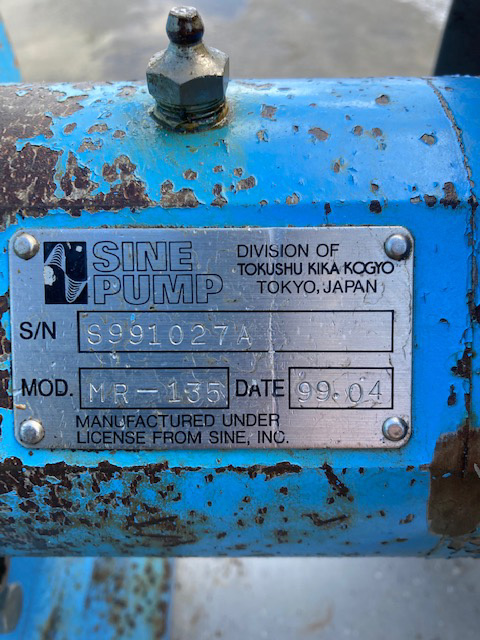 SINE PUMP
DIVISION OF
TOKUSHU KIKA KOGYO
TOKYO, JAPAN
S/N S991027A
MOD. MR-135 DATE 99.04
MANUFACTURED UNDER
LICENSE FROM SINE, INC.